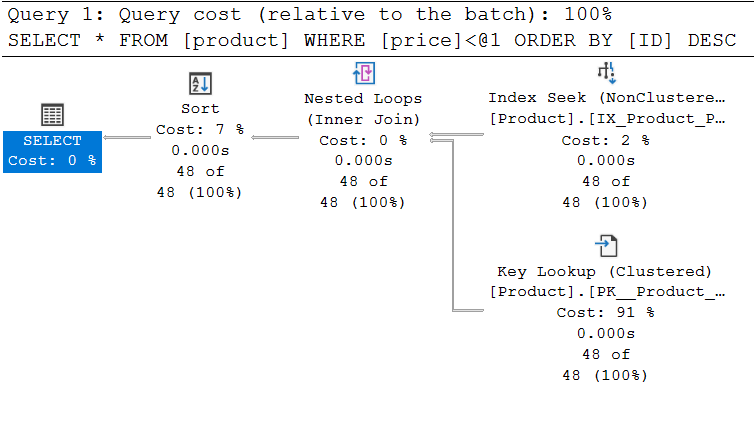 Query 1: Query cost (relative to the batch): 100%
SELECT * FROM [product] WHERE [price]<@1 ORDER BY [ID] DESC
SELECT
Cost: 0 %
Sort
Cost: 7 %
0.000s
48 of
48 (100%)
Nested Loops
(Inner Join)
Cost: 0 %
0.000s
48 of
48 (100%)
Index Seek (NonClustere…
[Product].[IX_Product_P…
Cost: 2 %
0.000s
48 of
48 (100%)
Key Lookup (Clustered)
[Product].[PK__Product_…
Cost: 91 %
0.000s
48 of
48 (100%)